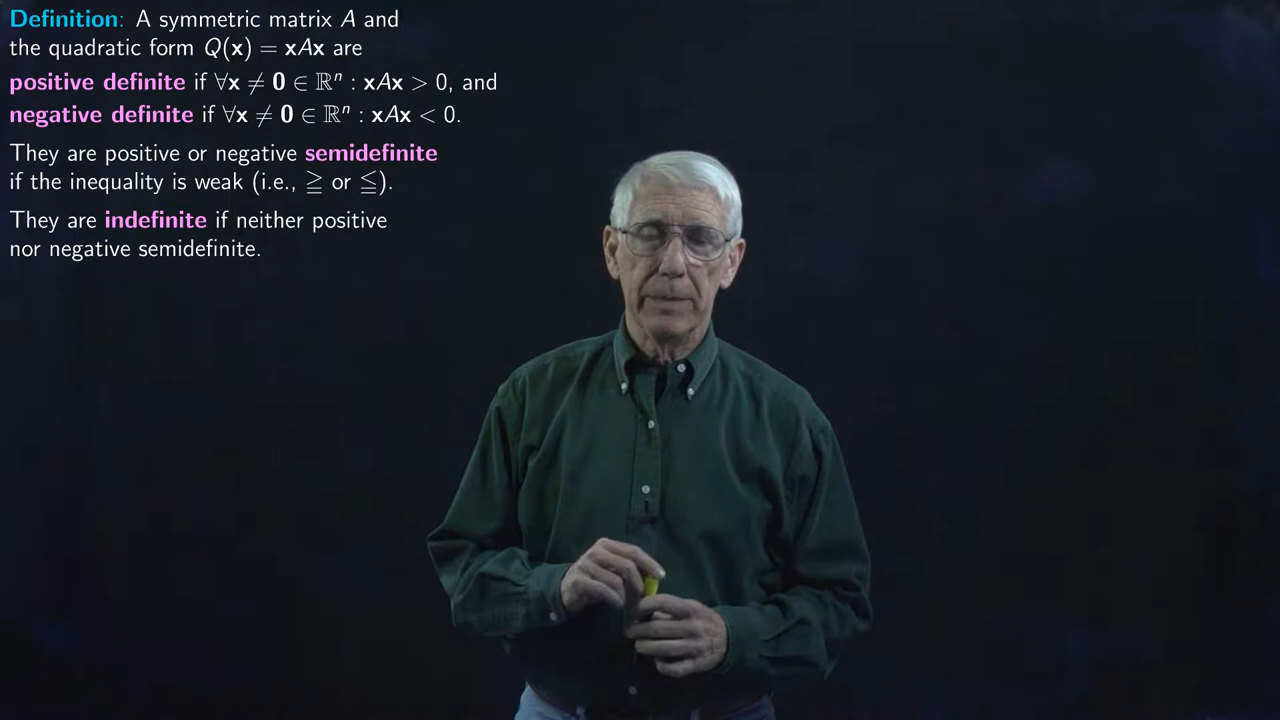 Definition: A symmetric matrix A and
the quadratic form Q(x) = xAx are
positive definite if ∀x ≠ 0 ∈ ℝⁿ : xAx > 0, and
negative definite if ∀x ≠ 0 ∈ ℝⁿ : xAx < 0.
They are positive or negative semidefinite
if the inequality is weak (i.e., ≧ or ≦).
They are indefinite if neither positive
nor negative semidefinite.